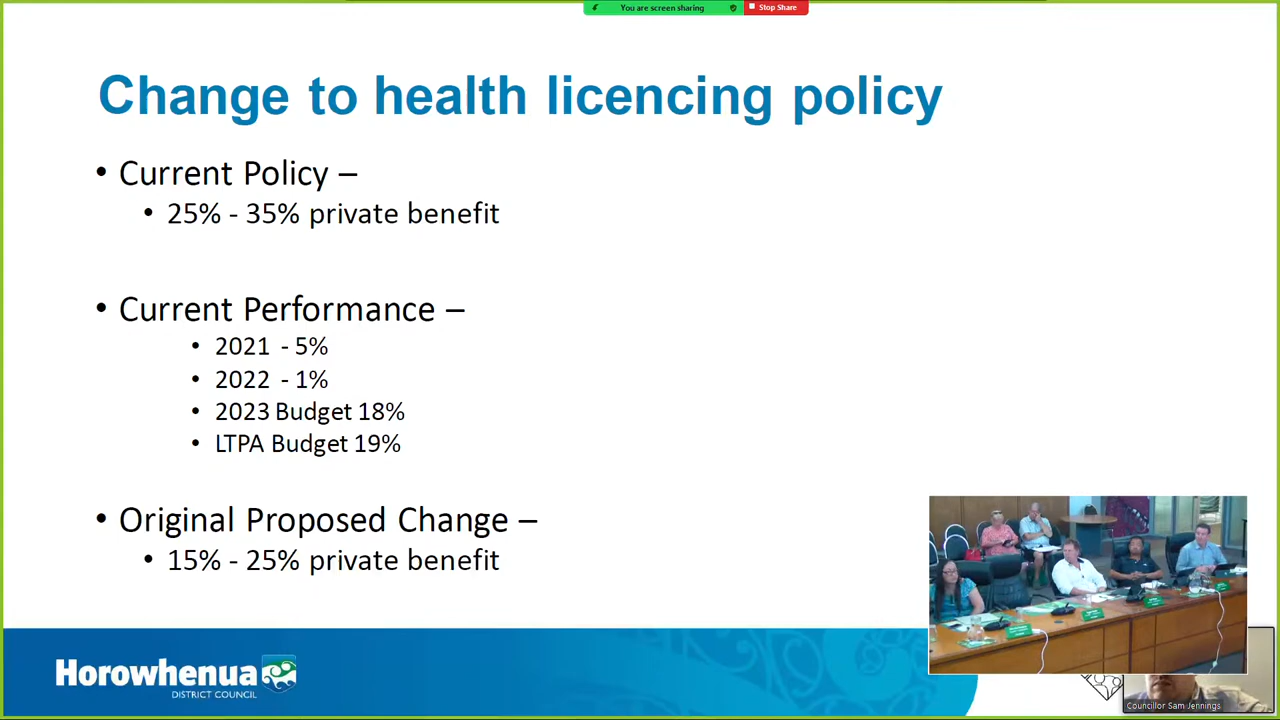 You are screen sharing
Stop Share
Change to health licencing policy
• Current Policy –
• 25% - 35% private benefit
• Current Performance –
• 2021 - 5%
• 2022 - 1%
• 2023 Budget 18%
• LTPA Budget 19%
• Original Proposed Change –
• 15% - 25% private benefit
Horowhenua
DISTRICT COUNCIL
Councillor Sam Jennings